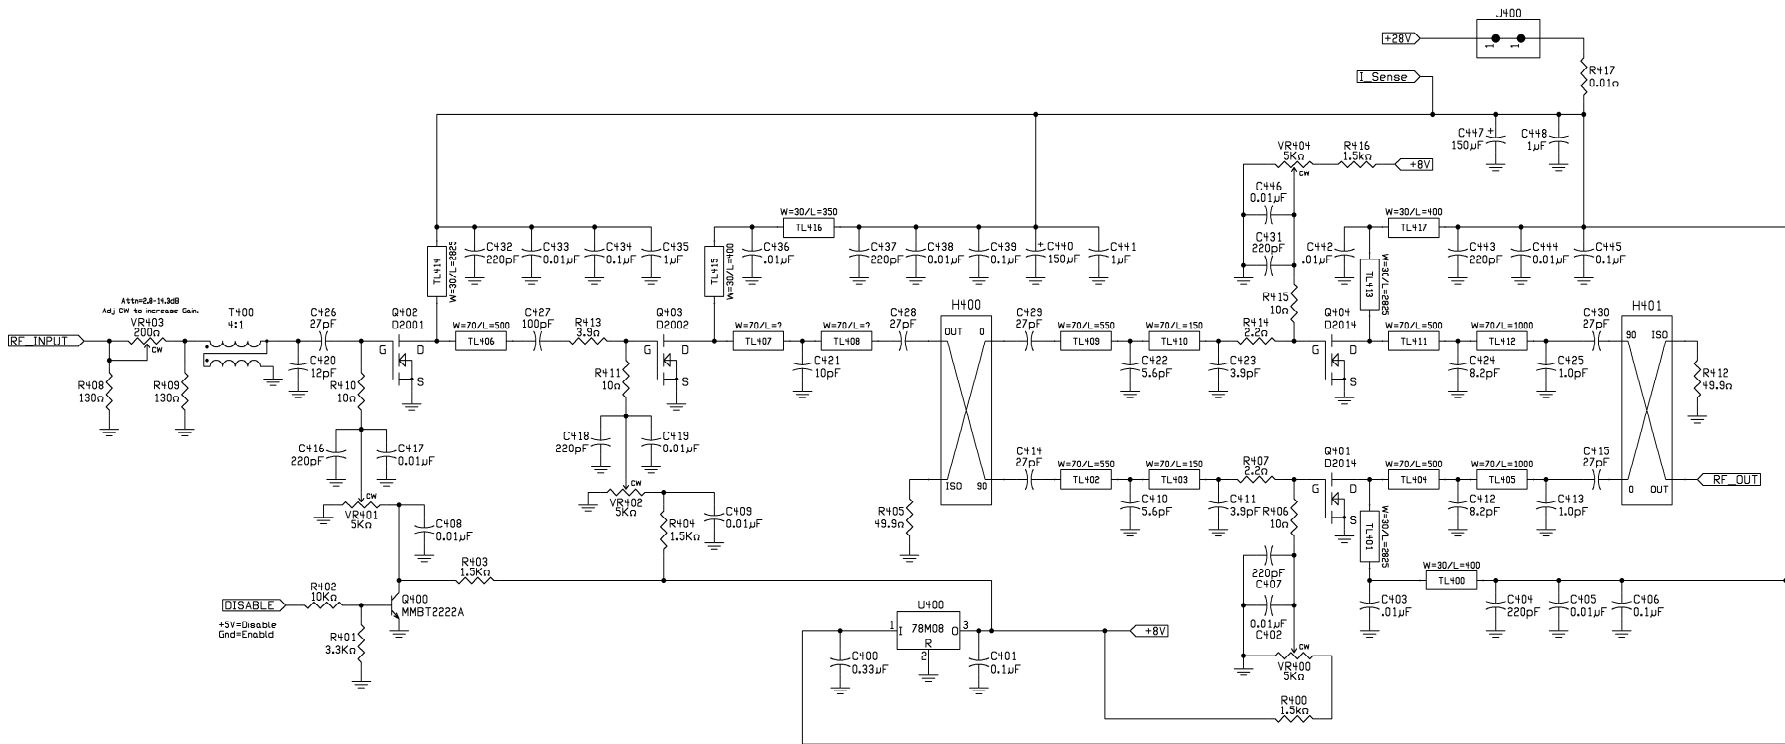 J400
+28V
1 1
I_Sense
R417
0.01Ω
C447
150µF
+
C448
1µF
VR404
5KΩ
CW
R416
1.5kΩ
+8V
C446
0.01µF
C431
220pF
R415
10Ω
W=30/L=2825
TL414
C432
220pF
C433
0.01µF
C434
0.1µF
C435
1µF
W=30/L=350
TL416
TL415
W=30/L=400
C436
.01µF
C437
220pF
C438
0.01µF
C439
0.1µF
+
C440
150µF
C441
1µF
C442
.01µF
W=30/L=400
TL417
TL413
W=30/L=2825
C443
220pF
C444
0.01µF
C445
0.1µF
Attn=2.8-14.3dB
Adj CW to increase Gain.
VR403
200Ω
CW
RF_INPUT
R408
130Ω
R409
130Ω
T400
4:1
C426
27pF
C420
12pF
R410
10Ω
Q402
D2001
G D
S
W=70/L=500
TL406
C427
100pF
R413
3.9Ω
R411
10Ω
Q403
D2002
G D
S
W=70/L=?
TL407
C421
10pF
W=70/L=?
TL408
C428
27pF
H400
OUT 0
ISO 90
C429
27pF
W=70/L=550
TL409
C422
5.6pF
W=70/L=150
TL410
C423
3.9pF
R414
2.2Ω
Q404
D2014
G D
S
W=70/L=500
TL411
C424
8.2pF
W=70/L=1000
TL412
C425
1.0pF
C430
27pF
H401
90 ISO
0 OUT
R412
49.9Ω
RF_OUT
C416
220pF
C417
0.01µF
CW
VR401
5KΩ
C408
0.01µF
C418
220pF
C419
0.01µF
CW
VR402
5KΩ
R404
1.5KΩ
C409
0.01µF
R405
49.9Ω
C414
27pF
W=70/L=550
TL402
C410
5.6pF
W=70/L=150
TL403
C411
3.9pF
R407
2.2Ω
R406
10Ω
Q401
D2014
G D
S
W=70/L=500
TL404
C412
8.2pF
W=70/L=1000
TL405
C413
1.0pF
C415
27pF
TL401
W=30/L=2825
W=30/L=400
TL400
C403
.01µF
C404
220pF
C405
0.01µF
C406
0.1µF
R403
1.5KΩ
DISABLE
+5V=Disable
Gnd=Enabld
R402
10KΩ
R401
3.3KΩ
Q400
MMBT2222A
U400
1 I 78M08 O 3
R
2
C400
0.33µF
C401
0.1µF
+8V
220pF
C407
0.01µF
C402
CW
VR400
5KΩ
R400
1.5kΩ